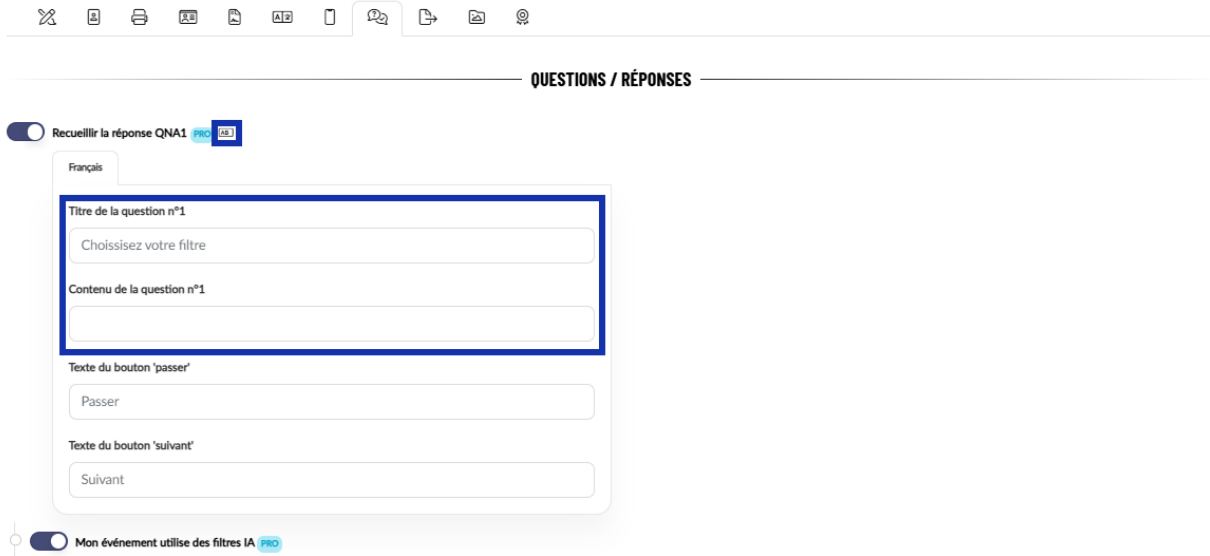 QUESTIONS / RÉPONSES
Recueillir la réponse QNA1 PRO
Français
Titre de la question n°1
Choissisez votre filtre
Contenu de la question n°1
Texte du bouton 'passer'
Passer
Texte du bouton 'suivant'
Suivant
Mon événement utilise des filtres IA PRO